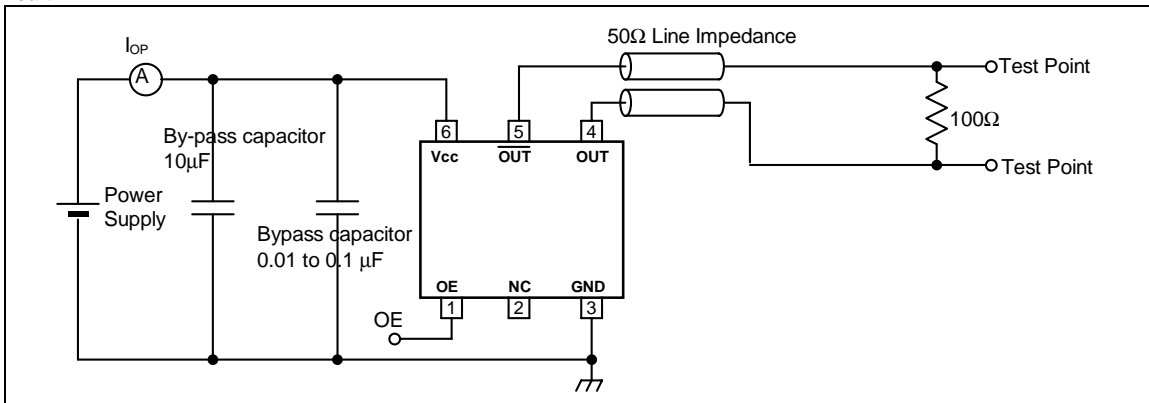 I_OP
A
50Ω Line Impedance
Test Point
100Ω
Test Point
By-pass capacitor
10μF
Power
Supply
Bypass capacitor
0.01 to 0.1 μF
6
5
4
Vcc
OUT
OUT
OE
NC
GND
1
2
3
OE